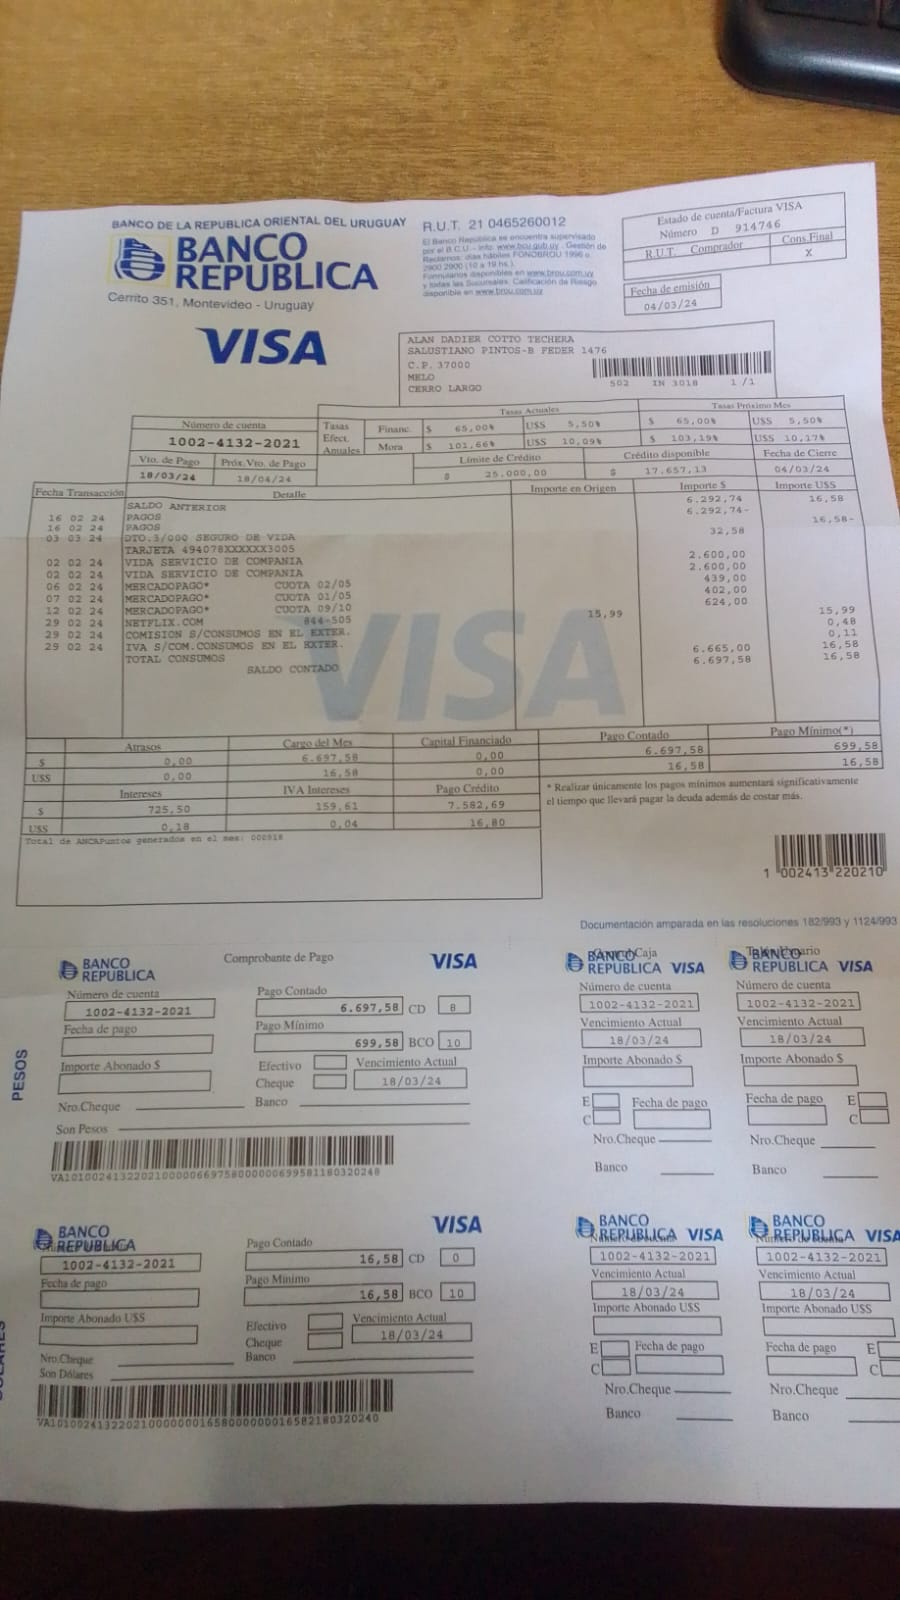 BANCO DE LA REPUBLICA ORIENTAL DEL URUGUAY
BANCO
REPUBLICA
Cerrito 351, Montevideo - Uruguay
R.U.T. 21 0465260012
El Banco República se encuentra supervisado
por el B.C.U. - info: www.bcu.gub.uy . Gestión de
Reclamos: días hábiles FONOBROU 1996 o
2900 2900 (10 a 19 hs.)
Formularios disponibles en www.brou.com.uy
y todas las Sucursales. Calificación de Riesgo
disponible en www.brou.com.uy
Estado de cuenta/Factura VISA
Número D 914746
R.U.T. Comprador Cons.Final
X
Fecha de emisión
04/03/24
VISA
ALAN DADIER COTTO TECHERA
SALUSTIANO PINTOS-B FEDER 1476
C.P. 37000
MELO
CERRO LARGO
502 IN 3018 1 /1
Número de cuenta
1002-4132-2021
Vto. de Pago Próx.Vto. de Pago
18/03/24 18/04/24
Tasas Actuales Tasas Próximo Mes
Tasas Efect. Anuales
Financ. $ 65,00% U$S 5,50% $ 65,00% U$S 5,50%
Mora $ 101,66% U$S 10,09% $ 103,19% U$S 10,17%
Límite de Crédito Crédito disponible Fecha de Cierre
$ 25.000,00 $ 17.657,13 04/03/24
Fecha Transacción Detalle Importe en Origen Importe $ Importe U$S
SALDO ANTERIOR 6.292,74 16,58
16 02 24 PAGOS 6.292,74-
16 02 24 PAGOS 16,58-
03 03 24 DTO.3/000 SEGURO DE VIDA 32,58
TARJETA 494078XXXXXX3005
02 02 24 VIDA SERVICIO DE COMPANIA 2.600,00
02 02 24 VIDA SERVICIO DE COMPANIA 2.600,00
06 02 24 MERCADOPAGO* CUOTA 02/05 439,00
07 02 24 MERCADOPAGO* CUOTA 01/05 402,00
12 02 24 MERCADOPAGO* CUOTA 09/10 624,00
29 02 24 NETFLIX.COM 844-505 15,99 15,99
29 02 24 COMISION S/CONSUMOS EN EL EXTER. 0,48
29 02 24 IVA S/COM.CONSUMOS EN EL EXTER. 0,11
TOTAL CONSUMOS 6.665,00 16,58
SALDO CONTADO 6.697,58 16,58
VISA
Atrasos Cargo del Mes Capital Financiado Pago Contado Pago Mínimo(*)
$ 0,00 6.697,58 0,00 6.697,58 699,58
U$S 0,00 16,58 0,00 16,58 16,58
Intereses IVA Intereses Pago Crédito
$ 725,50 159,61 7.582,69
U$S 0,18 0,04 16,80
* Realizar únicamente los pagos mínimos aumentará significativamente
el tiempo que llevará pagar la deuda además de costar más.
Total de ANCAPuntos generados en el mes: 000918
1 002413 220210
Documentación amparada en las resoluciones 182/993 y 1124/993
PESOS
BANCO
REPUBLICA
Comprobante de Pago
VISA
Número de cuenta
1002-4132-2021
Fecha de pago
Importe Abonado $
Pago Contado
6.697,58 CD 8
Pago Mínimo
699,58 BCO 10
Efectivo
Cheque
Vencimiento Actual
18/03/24
Nro.Cheque
Banco
Son Pesos
VA10100241322021000006697580000006995811803202​48
BANCO
REPUBLICA VISA
Número de cuenta
1002-4132-2021
Vencimiento Actual
18/03/24
Importe Abonado $
E
C
Fecha de pago
Nro.Cheque
Banco
BANCO
REPUBLICA VISA
Número de cuenta
1002-4132-2021
Vencimiento Actual
18/03/24
Importe Abonado $
Fecha de pago
E
C
Nro.Cheque
Banco
BANCO
REPUBLICA
VISA
1002-4132-2021
Fecha de pago
Importe Abonado U$S
Pago Contado
16,58 CD 0
Pago Mínimo
16,58 BCO 10
Efectivo
Cheque
Vencimiento Actual
18/03/24
Nro.Cheque
Banco
Son Dólares
BANCO
REPUBLICA VISA
1002-4132-2021
Vencimiento Actual
18/03/24
Importe Abonado U$S
E
C
Fecha de pago
Nro.Cheque
Banco
BANCO
REPUBLICA VISA
1002-4132-2021
Vencimiento Actual
18/03/24
Importe Abonado U$S
Fecha de pago
E
C
Nro.Cheque
Banco